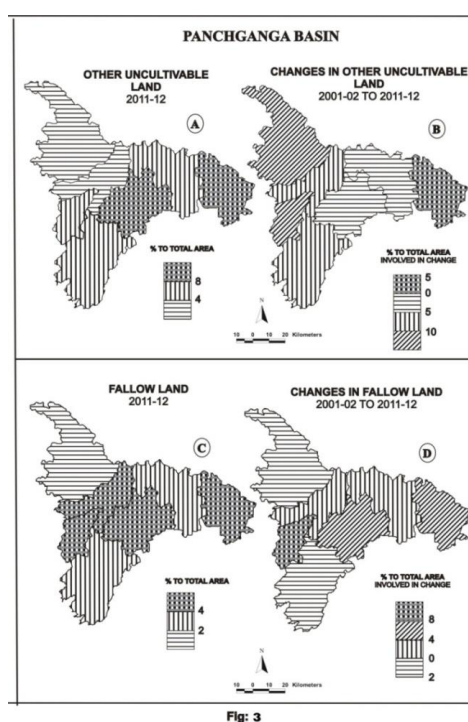 PANCHGANGA BASIN
OTHER UNCULTIVABLE
LAND
2011-12
A
% TO TOTAL AREA
8
4
CHANGES IN OTHER UNCULTIVABLE
LAND
2001-02 TO 2011-12
B
% TO TOTAL AREA
INVOLVED IN CHANGE
5
0
5
10
N
10 0 10 20 Kilometers
FALLOW LAND
2011-12
C
% TO TOTAL AREA
4
2
CHANGES IN FALLOW LAND
2001-02 TO 2011-12
D
% TO TOTAL AREA
INVOLVED IN CHANGE
8
4
0
2
N
10 0 10 20 Kilometers
Fig: 3